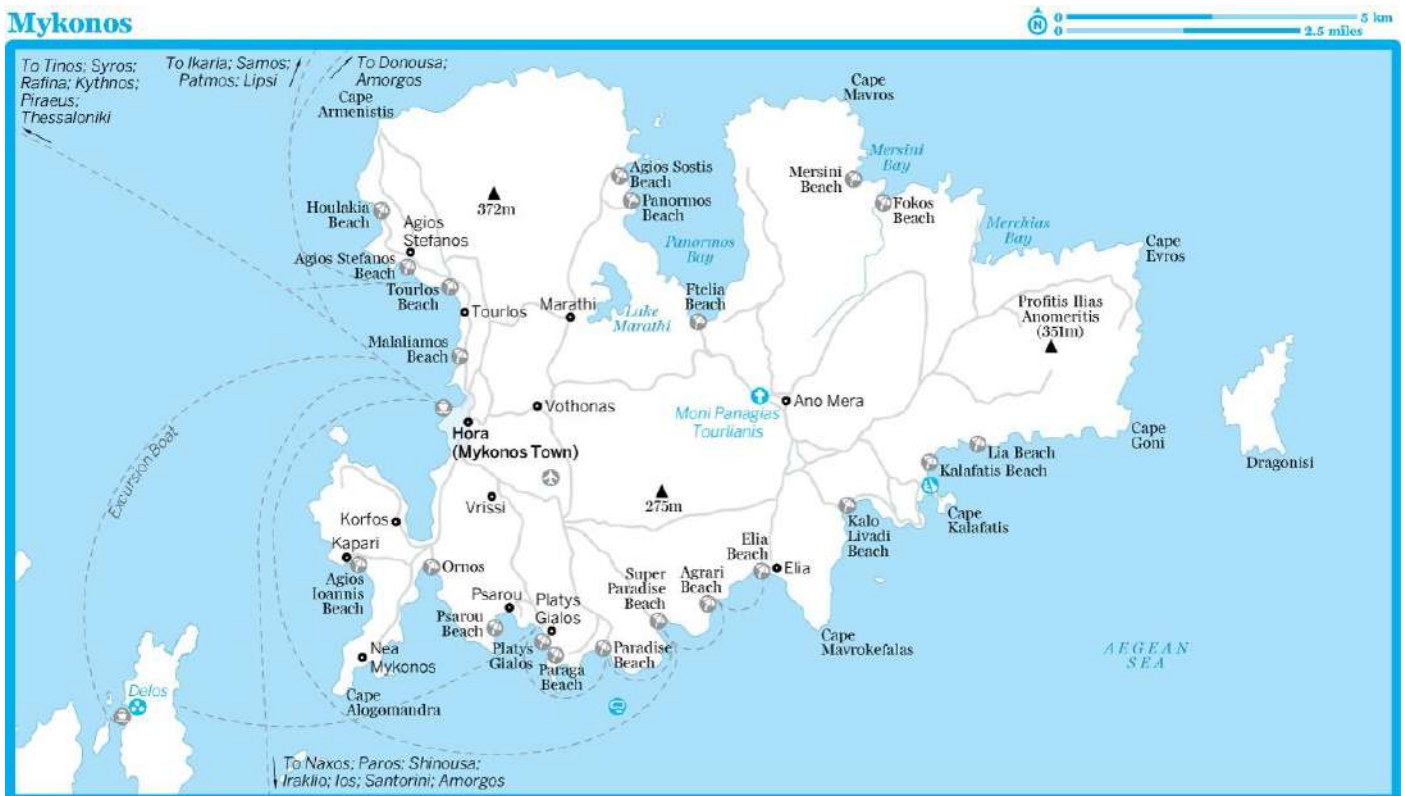 Mykonos
N
0
5 km
0
2.5 miles
To Tinos; Syros;
Rafina; Kythnos;
Piraeus;
Thessaloniki
To Ikaria; Samos;
Patmos; Lipsi
To Donousa;
Amorgos
Cape
Armenistis
Cape
Mavros
Mersini
Bay
Agios Sostis
Beach
Mersini
Beach
372m
Panormos
Beach
Fokos
Beach
Houlakia
Beach
Agios
Stefanos
Merchias
Bay
Panormos
Bay
Cape
Evros
Agios Stefanos
Beach
Tourlos
Beach
Ftelia
Beach
Marathi
Profitis Ilias
Anomeritis
(351m)
Tourlos
Lake
Marathi
Malaliamos
Beach
Vothonas
Ano Mera
Moni Panagias
Tourlianis
Hora
(Mykonos Town)
Cape
Goni
Lia Beach
Dragonisi
Kalafatis Beach
Excursion Boat
Vrissi
275m
Cape
Kalafatis
Korfos
Kalo
Livadi
Beach
Kapari
Elia
Beach
Elia
Agios
Ioannis
Beach
Ornos
Super
Paradise
Beach
Agrari
Beach
Psarou
Platys
Gialos
Psarou
Beach
Cape
Mavrokefalas
Nea
Mykonos
Platys
Gialos
Paraga
Beach
Paradise
Beach
AEGEAN
SEA
Delos
Cape
Alogomandra
To Naxos; Paros; Shinousa;
Iraklio; Ios; Santorini; Amorgos